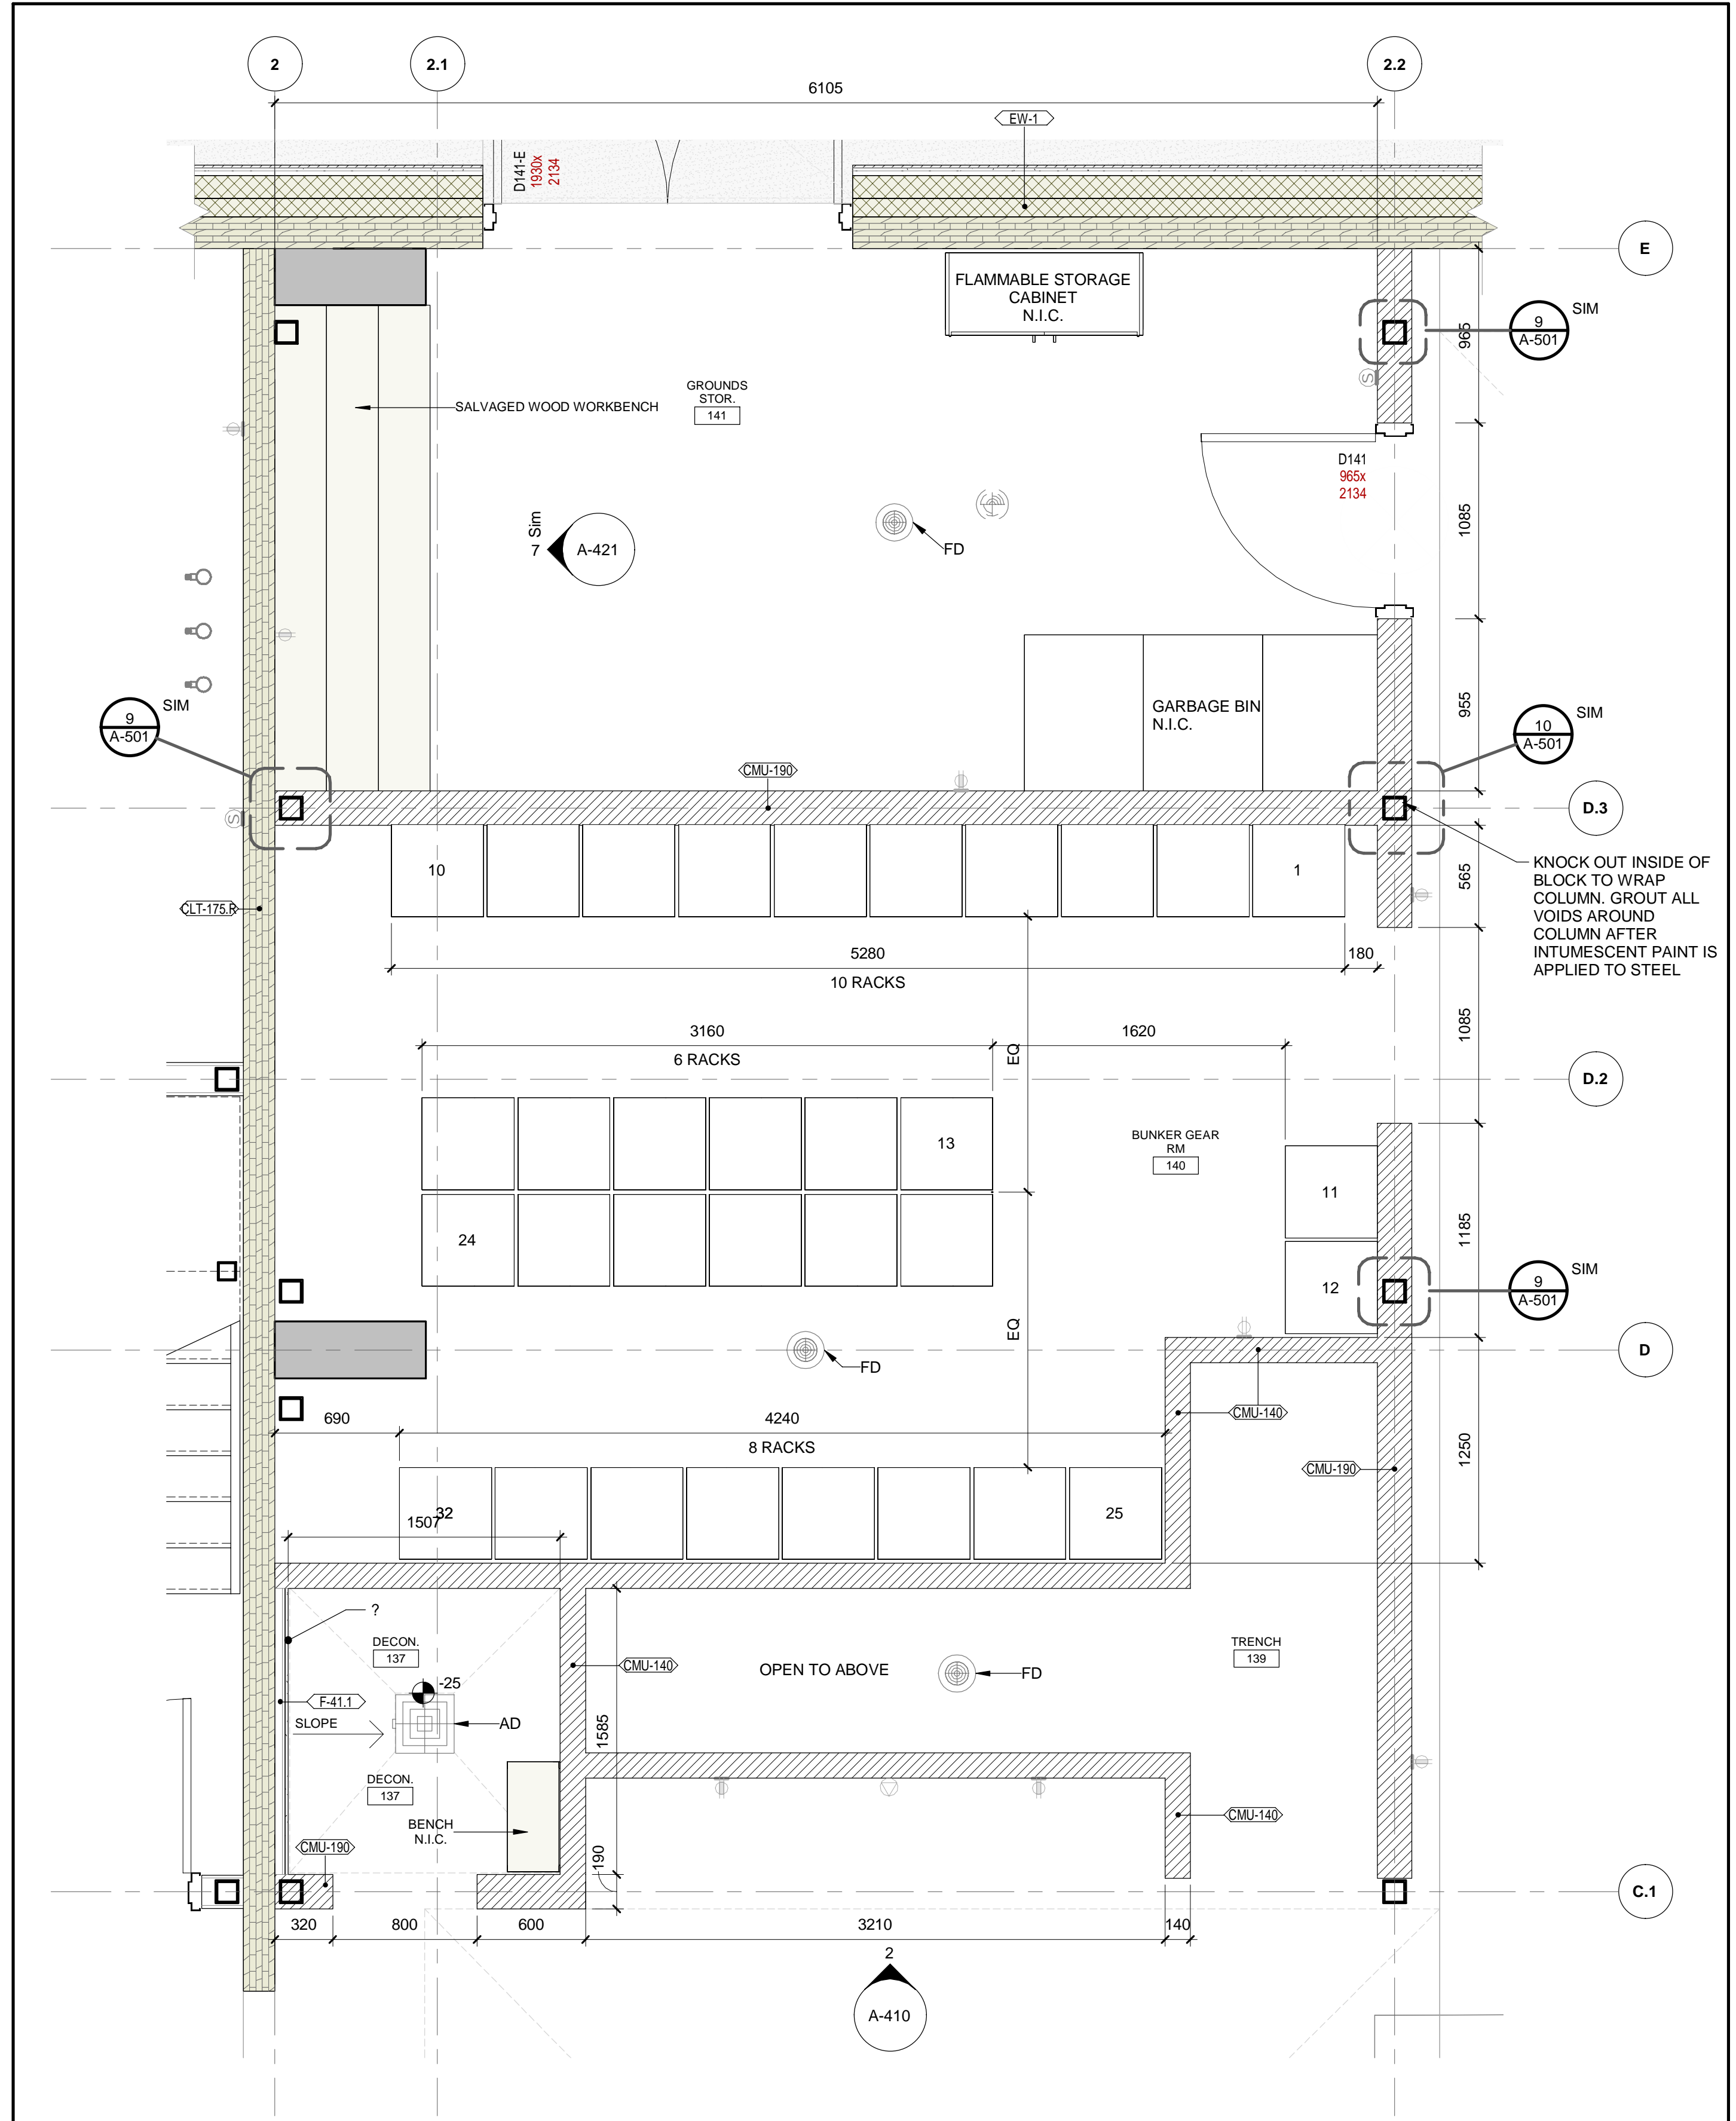 2
2.1
2.2
6105
EW-1
D141-E
1930x
2134
E
FLAMMABLE STORAGE
CABINET
N.I.C.
9
A-501
SIM
965
S
GROUNDS
STOR.
141
SALVAGED WOOD WORKBENCH
D141
965x
2134
1085
Sim
7
A-421
FD
955
GARBAGE BIN
N.I.C.
9
A-501
SIM
10
A-501
SIM
CMU-190
D.3
S
KNOCK OUT INSIDE OF
BLOCK TO WRAP
COLUMN. GROUT ALL
VOIDS AROUND
COLUMN AFTER
INTUMESCENT PAINT IS
APPLIED TO STEEL
10
1
565
CLT-175.R
5280
180
10 RACKS
3160
1620
6 RACKS
EQ
1085
D.2
13
BUNKER GEAR
RM
140
11
24
1185
12
9
A-501
SIM
EQ
FD
D
690
4240
8 RACKS
CMU-140
1250
CMU-190
32
25
1507
?
DECON.
137
CMU-140
OPEN TO ABOVE
FD
TRENCH
139
-25
F-41.1
SLOPE
AD
1585
DECON.
137
BENCH
N.I.C.
CMU-140
CMU-190
190
C.1
320
800
600
3210
140
2
A-410